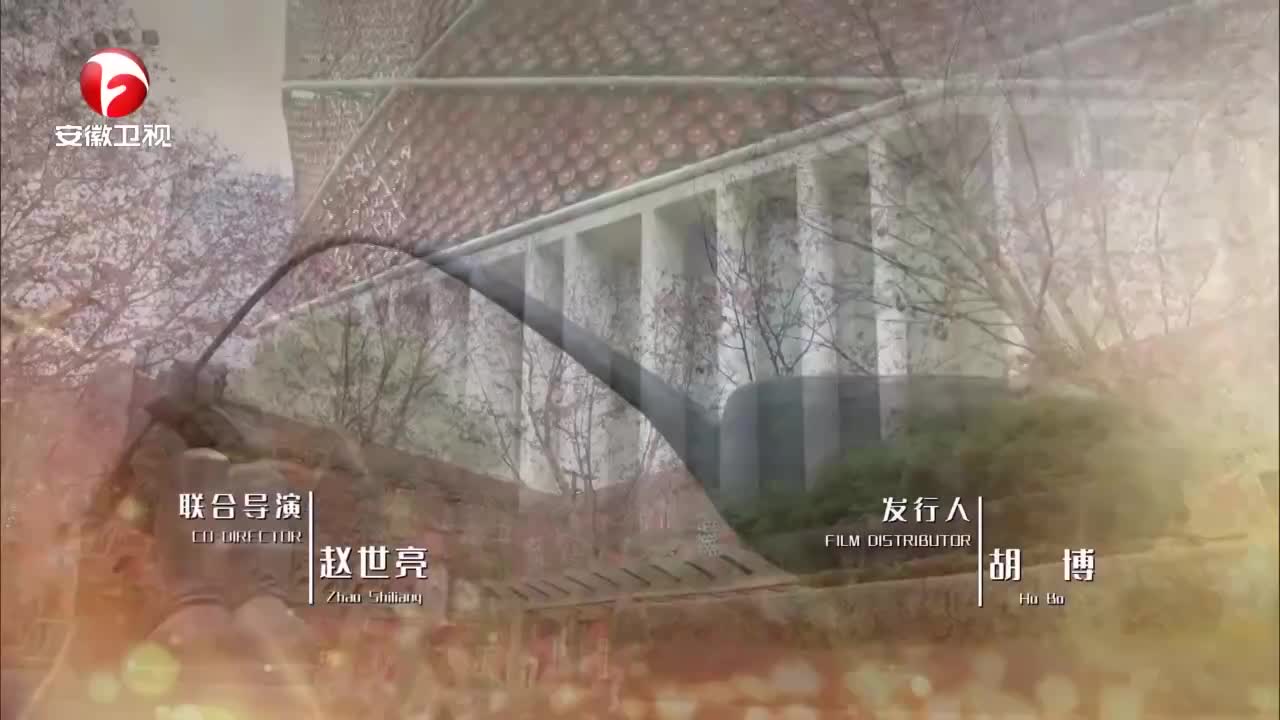 安徽卫视
联合导演
CO-DIRECTOR
赵世亮
Zhao Shiliang
发行人
FILM DISTRIBUTOR
胡 博
Hu Bo